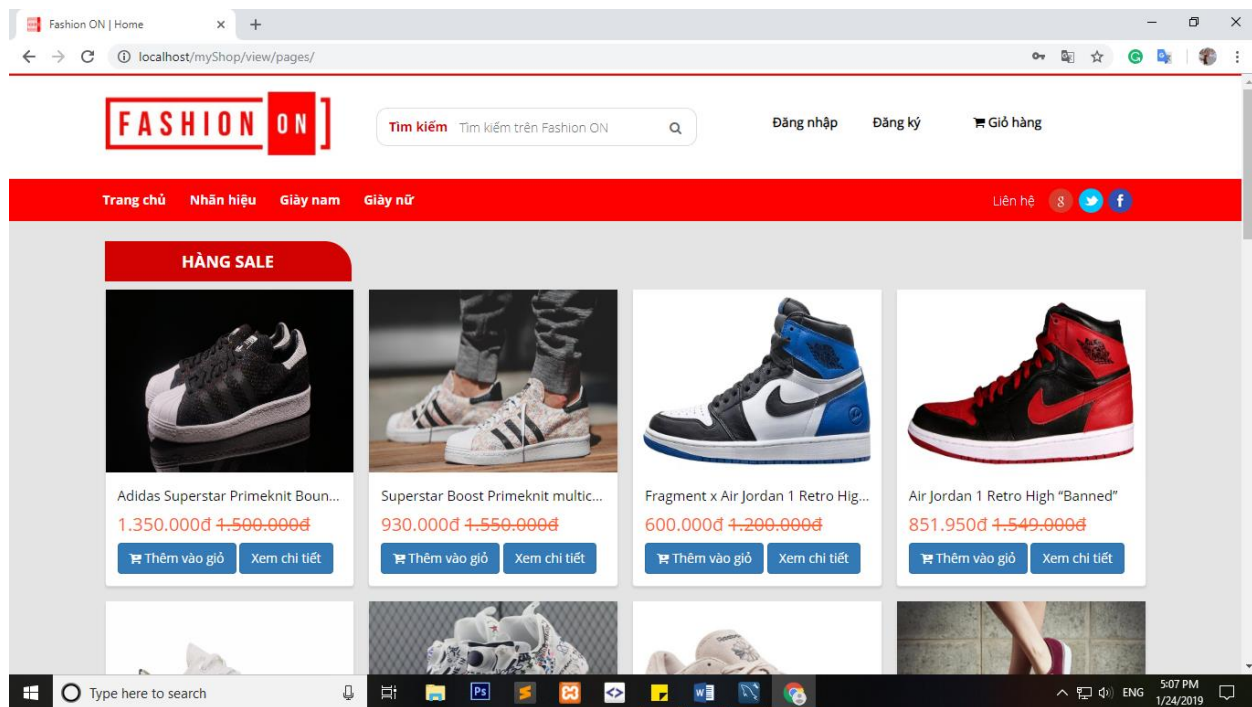 Fashion ON | Home
localhost/myShop/view/pages/
FASHION ON
Tìm kiếm Tìm kiếm trên Fashion ON
Đăng nhập Đăng ký Giỏ hàng
Trang chủ Nhãn hiệu Giày nam Giày nữ Liên hệ
HÀNG SALE
Adidas Superstar Primeknit Boun... Superstar Boost Primeknit multic... Fragment x Air Jordan 1 Retro Hig... Air Jordan 1 Retro High “Banned”
1.350.000đ 1.500.000đ 930.000đ 1.550.000đ 600.000đ 1.200.000đ 851.950đ 1.549.000đ
Thêm vào giỏ Xem chi tiết Thêm vào giỏ Xem chi tiết Thêm vào giỏ Xem chi tiết Thêm vào giỏ Xem chi tiết
Type here to search Ps ENG 5:07 PM
1/24/2019